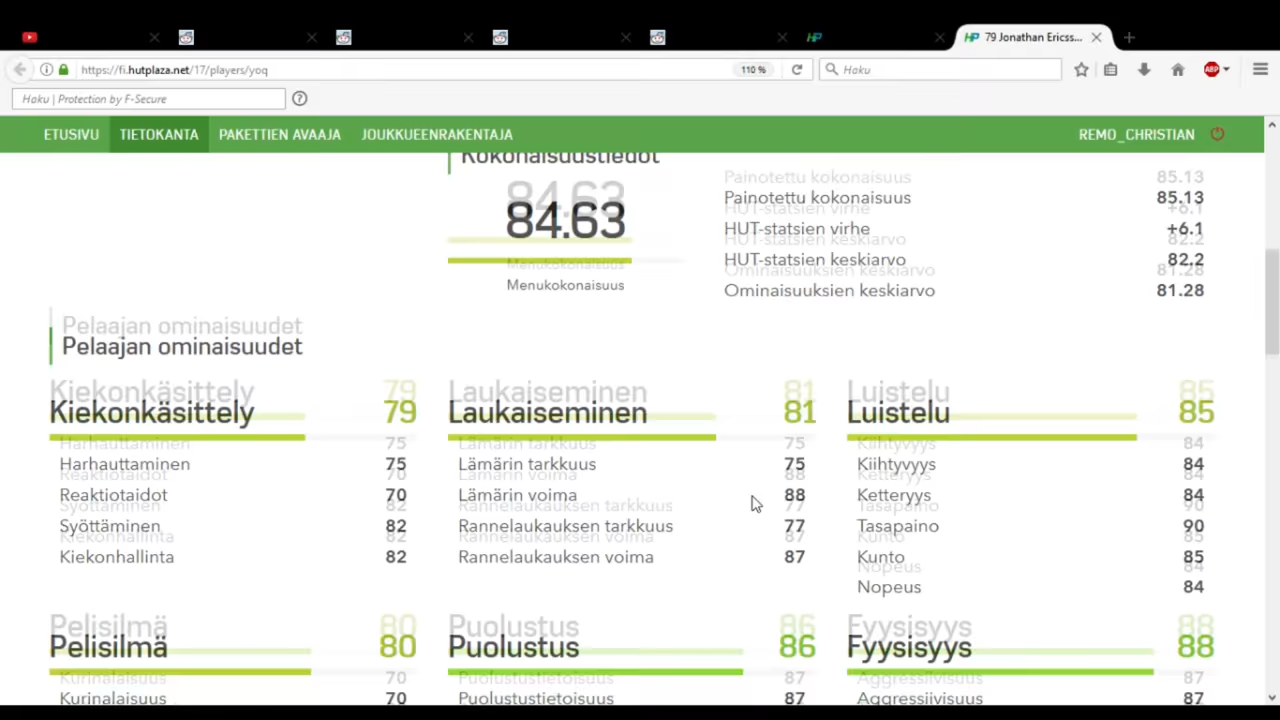 79 Jonathan Ericss...
https://fi.hutplaza.net/17/players/yoq
110 %
Haku
ABP
Haku | Protection by F-Secure
ETUSIVU TIETOKANTA PAKETTIEN AVAAJA JOUKKUEENRAKENTAJA REMO_CHRISTIAN
Kokonaisuustiedot
84.63
Menukokonaisuus
Painotettu kokonaisuus 85.13
HUT-statsien virhe +6.1
HUT-statsien keskiarvo 82.2
Ominaisuuksien keskiarvo 81.28
Pelaajan ominaisuudet
Kiekonkäsittely 79
Harhauttaminen 75
Reaktiotaidot 70
Syöttäminen 82
Kiekonhallinta 82
Laukaiseminen 81
Lämärin tarkkuus 75
Lämärin voima 88
Rannelaukauksen tarkkuus 77
Rannelaukauksen voima 87
Luistelu 85
Kiihtyvyys 84
Ketteryys 84
Tasapaino 90
Kunto 85
Nopeus 84
Pelisilmä 80
Kurinalaisuus 70
Puolustus 86
Puolustustietoisuus 87
Fyysisyys 88
Aggressiivisuus 87